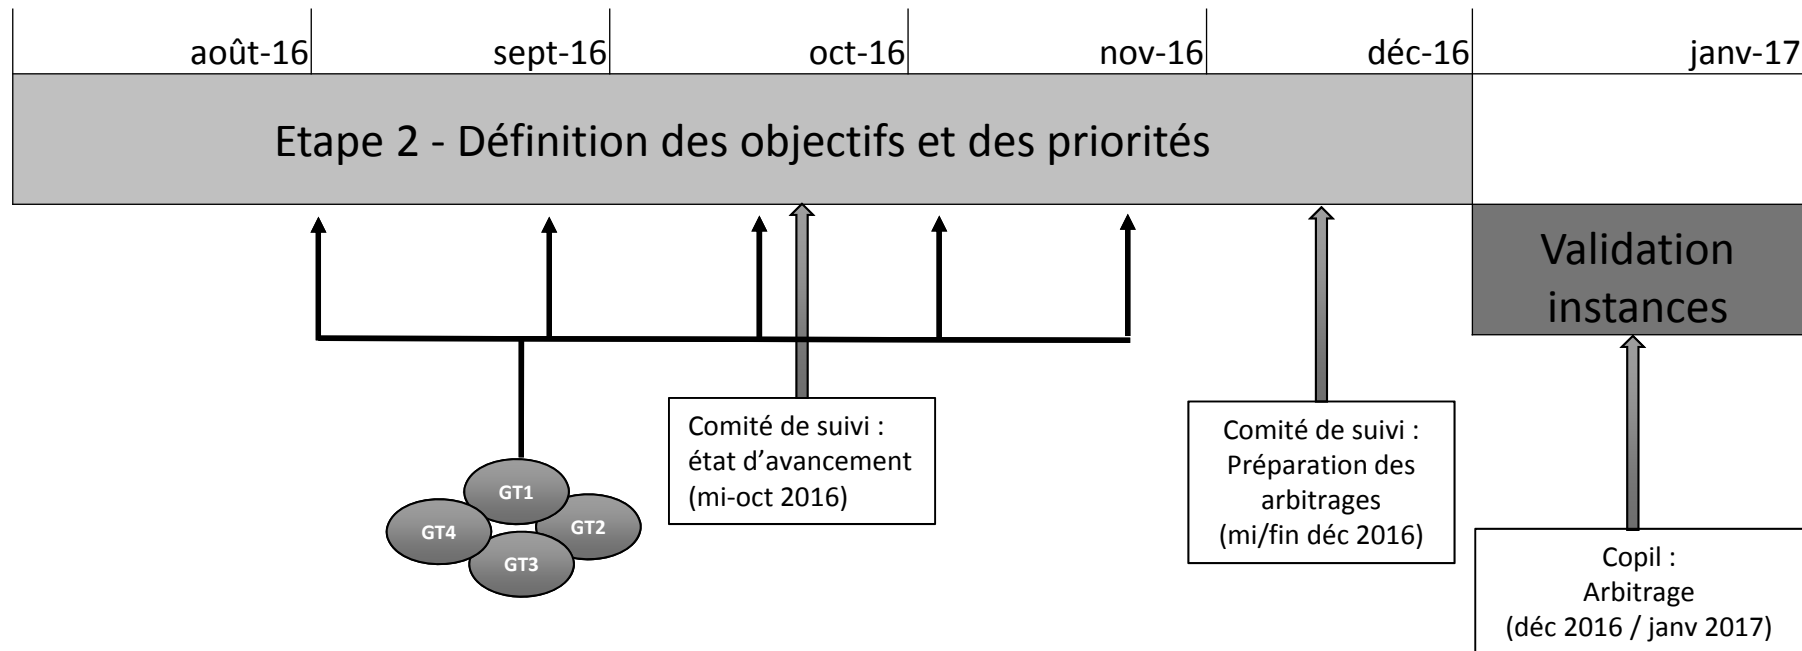 août-16
sept-16
oct-16
nov-16
déc-16
janv-17
Etape 2 - Définition des objectifs et des priorités
Validation
instances
Comité de suivi :
état d’avancement
(mi-oct 2016)
Comité de suivi :
Préparation des
arbitrages
(mi/fin déc 2016)
GT1
GT2
GT4
GT3
Copil :
Arbitrage
(déc 2016 / janv 2017)